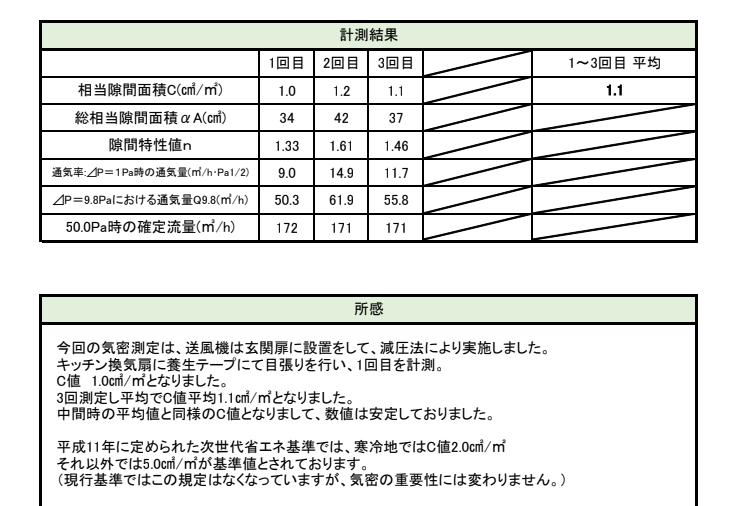 計測結果
1回目 2回目 3回目 1～3回目 平均
相当隙間面積C(c㎡/㎡) 1.0 1.2 1.1 1.1
総相当隙間面積αA(c㎡) 34 42 37
隙間特性値n 1.33 1.61 1.46
通気率:⊿P＝1Pa時の通気量(㎥/h·Pa1/2) 9.0 14.9 11.7
⊿P＝9.8Paにおける通気量Q9.8(㎥/h) 50.3 61.9 55.8
50.0Pa時の確定流量(㎥/h) 172 171 171
所感
今回の気密測定は、送風機は玄関扉に設置をして、減圧法により実施しました。
キッチン換気扇に養生テープにて目張りを行い、1回目を計測。
C値 1.0c㎡/㎡となりました。
3回測定し平均でC値平均1.1c㎡/㎡となりました。
中間時の平均値と同様のC値となりまして、数値は安定しておりました。
平成11年に定められた次世代省エネ基準では、寒冷地ではC値2.0c㎡/㎡
それ以外では5.0c㎡/㎡が基準値とされております。
(現行基準ではこの規定はなくなっていますが、気密の重要性には変わりません。)